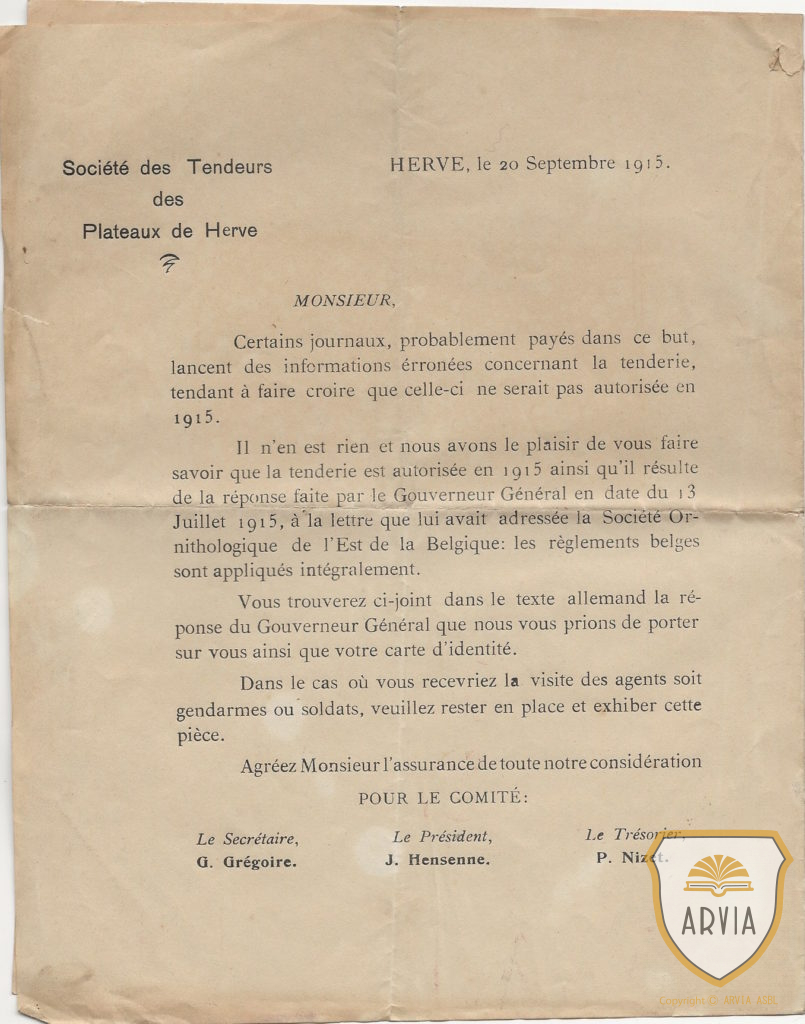 Société des Tendeurs
des
Plateaux de Herve
HERVE, le 20 Septembre 1915.
MONSIEUR,
Certains journaux, probablement payés dans ce but,
lancent des informations érronées concernant la tenderie,
tendant à faire croire que celle-ci ne serait pas autorisée en
1915.
Il n'en est rien et nous avons le plaisir de vous faire
savoir que la tenderie est autorisée en 1915 ainsi qu'il résulte
de la réponse faite par le Gouverneur Général en date du 13
Juillet 1915, à la lettre que lui avait adressée la Société Or-
nithologique de l'Est de la Belgique: les règlements belges
sont appliqués intégralement.
Vous trouverez ci-joint dans le texte allemand la ré-
ponse du Gouverneur Général que nous vous prions de porter
sur vous ainsi que votre carte d'identité.
Dans le cas où vous recevriez la visite des agents soit
gendarmes ou soldats, veuillez rester en place et exhiber cette
pièce.
Agréez Monsieur l'assurance de toute notre considération
POUR LE COMITÉ:
Le Secrétaire, Le Président, Le Trésorier,
G. Grégoire. J. Hensenne. P. Nizet.
ARVIA
Copyright © ARVIA ASBL